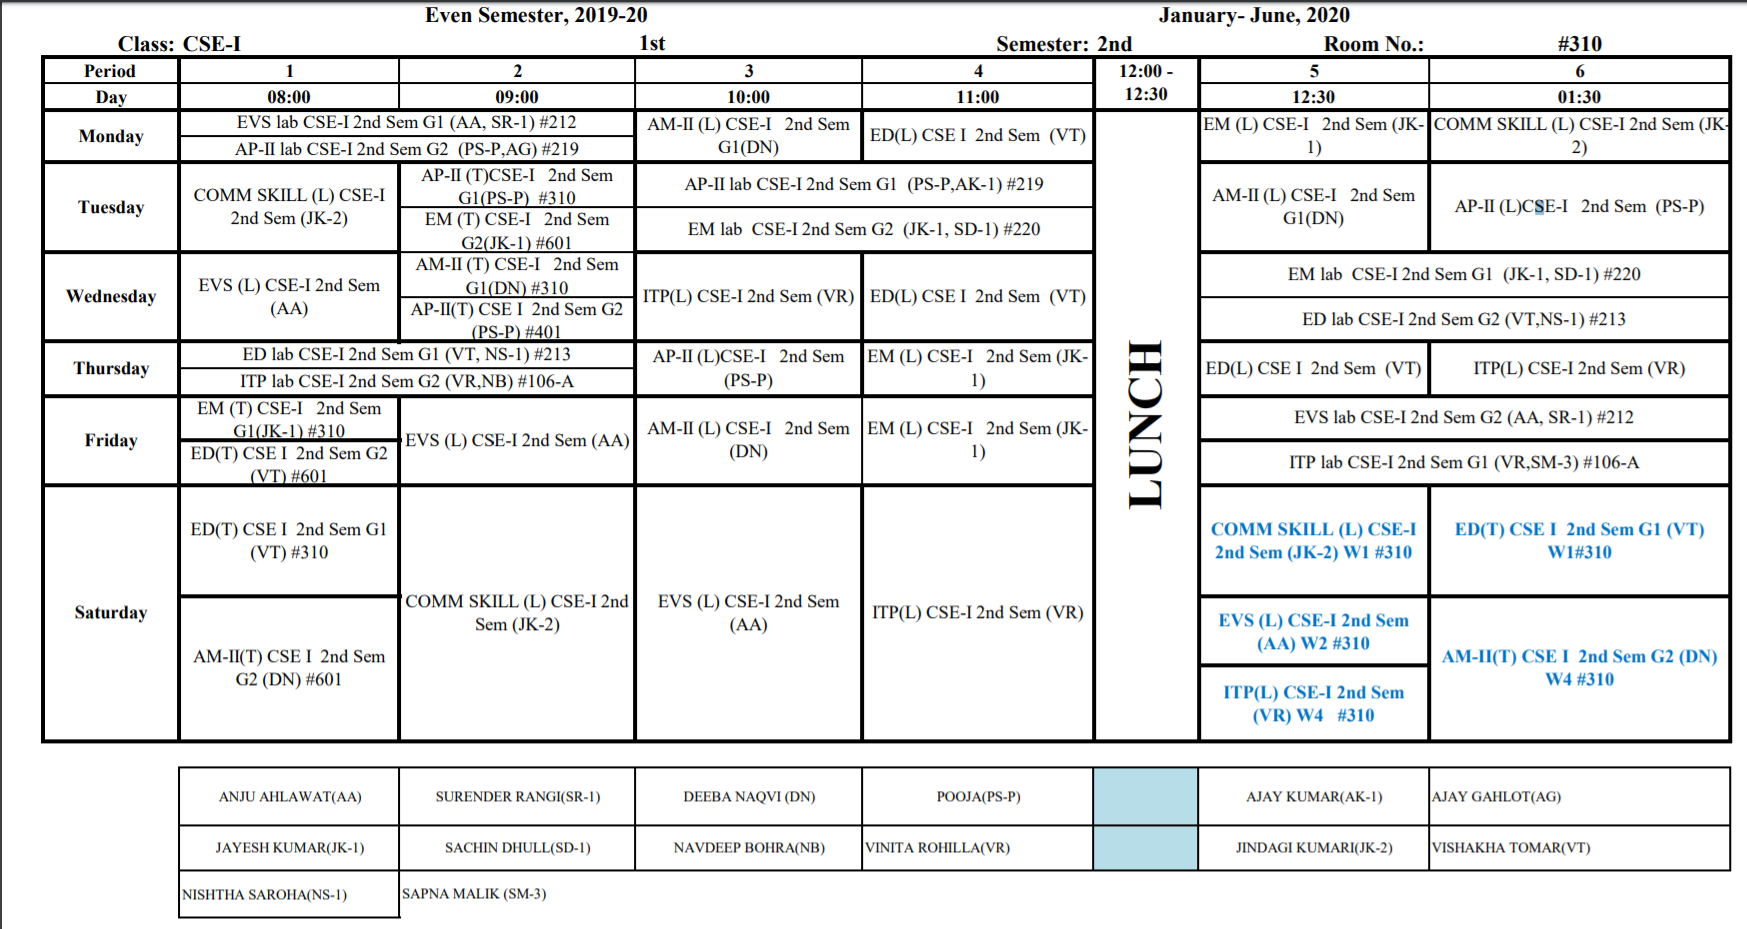 Even Semester, 2019-20 January- June, 2020
Class: CSE-I 1st Semester: 2nd Room No.: #310
Period 1 2 3 4 12:00 - 12:30 5 6
Day 08:00 09:00 10:00 11:00 12:30 01:30
Monday
EVS lab CSE-I 2nd Sem G1 (AA, SR-1) #212
AP-II lab CSE-I 2nd Sem G2 (PS-P,AG) #219
AM-II (L) CSE-I 2nd Sem
G1(DN)
ED(L) CSE I 2nd Sem (VT)
EM (L) CSE-I 2nd Sem (JK-
1)
COMM SKILL (L) CSE-I 2nd Sem (JK-
2)
Tuesday
COMM SKILL (L) CSE-I
2nd Sem (JK-2)
AP-II (T)CSE-I 2nd Sem
G1(PS-P) #310
EM (T) CSE-I 2nd Sem
G2(JK-1) #601
AP-II lab CSE-I 2nd Sem G1 (PS-P,AK-1) #219
EM lab CSE-I 2nd Sem G2 (JK-1, SD-1) #220
AM-II (L) CSE-I 2nd Sem
G1(DN)
AP-II (L)CSE-I 2nd Sem (PS-P)
Wednesday
EVS (L) CSE-I 2nd Sem
(AA)
AM-II (T) CSE-I 2nd Sem
G1(DN) #310
AP-II(T) CSE I 2nd Sem G2
(PS-P) #401
ITP(L) CSE-I 2nd Sem (VR)
ED(L) CSE I 2nd Sem (VT)
EM lab CSE-I 2nd Sem G1 (JK-1, SD-1) #220
ED lab CSE-I 2nd Sem G2 (VT,NS-1) #213
Thursday
ED lab CSE-I 2nd Sem G1 (VT, NS-1) #213
ITP lab CSE-I 2nd Sem G2 (VR,NB) #106-A
AP-II (L)CSE-I 2nd Sem
(PS-P)
EM (L) CSE-I 2nd Sem (JK-
1)
ED(L) CSE I 2nd Sem (VT)
ITP(L) CSE-I 2nd Sem (VR)
Friday
EM (T) CSE-I 2nd Sem
G1(JK-1) #310
ED(T) CSE I 2nd Sem G2
(VT) #601
EVS (L) CSE-I 2nd Sem (AA)
AM-II (L) CSE-I 2nd Sem
(DN)
EM (L) CSE-I 2nd Sem (JK-
1)
EVS lab CSE-I 2nd Sem G2 (AA, SR-1) #212
ITP lab CSE-I 2nd Sem G1 (VR,SM-3) #106-A
LUNCH
Saturday
ED(T) CSE I 2nd Sem G1
(VT) #310
AM-II(T) CSE I 2nd Sem
G2 (DN) #601
COMM SKILL (L) CSE-I 2nd
Sem (JK-2)
EVS (L) CSE-I 2nd Sem
(AA)
ITP(L) CSE-I 2nd Sem (VR)
COMM SKILL (L) CSE-I
2nd Sem (JK-2) W1 #310
EVS (L) CSE-I 2nd Sem
(AA) W2 #310
ITP(L) CSE-I 2nd Sem
(VR) W4 #310
ED(T) CSE I 2nd Sem G1 (VT)
W1#310
AM-II(T) CSE I 2nd Sem G2 (DN)
W4 #310
ANJU AHLAWAT(AA) SURENDER RANGI(SR-1) DEEBA NAQVI (DN) POOJA(PS-P) AJAY KUMAR(AK-1) AJAY GAHLOT(AG)
JAYESH KUMAR(JK-1) SACHIN DHULL(SD-1) NAVDEEP BOHRA(NB) VINITA ROHILLA(VR) JINDAGI KUMARI(JK-2) VISHAKHA TOMAR(VT)
NISHTHA SAROHA(NS-1) SAPNA MALIK (SM-3)